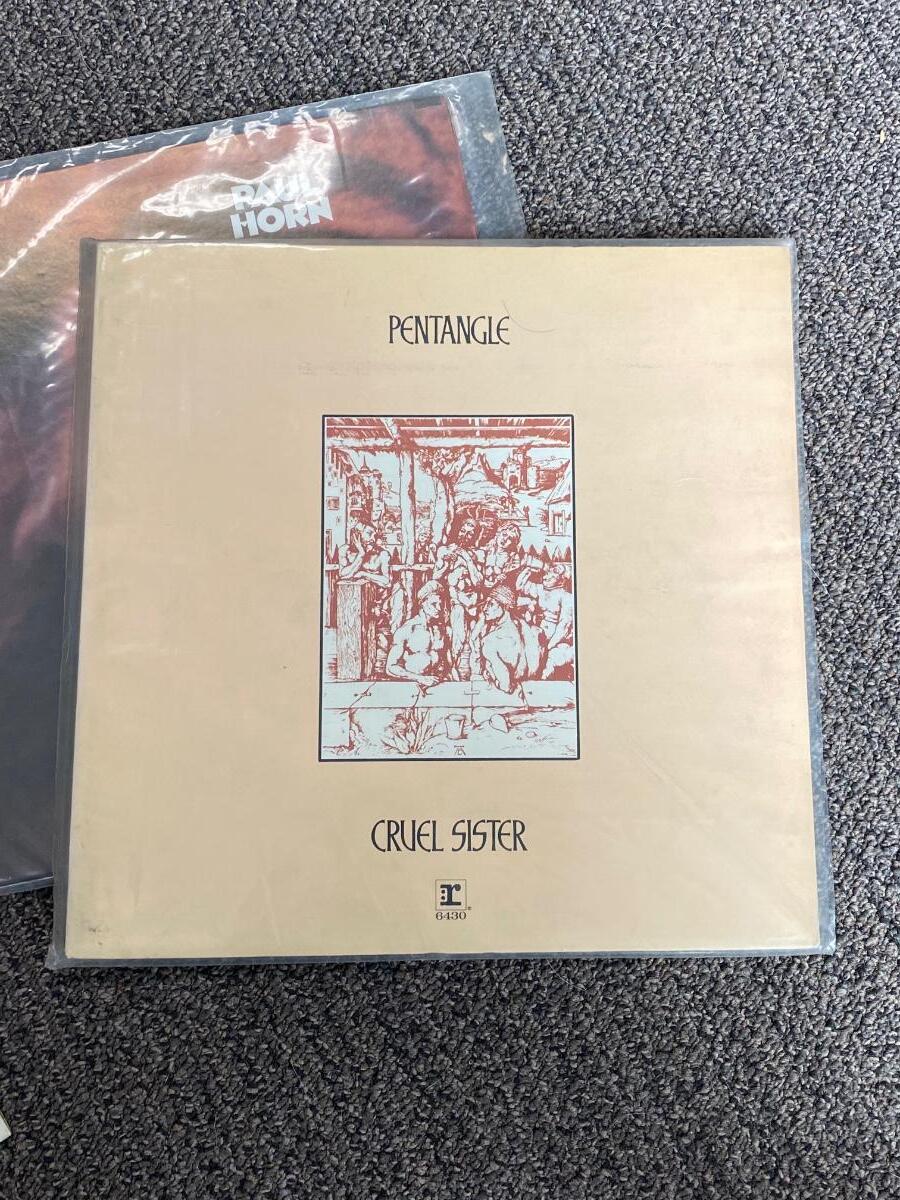 PAUL
HORN
PENTANGLE
CRUEL SISTER
r
6430